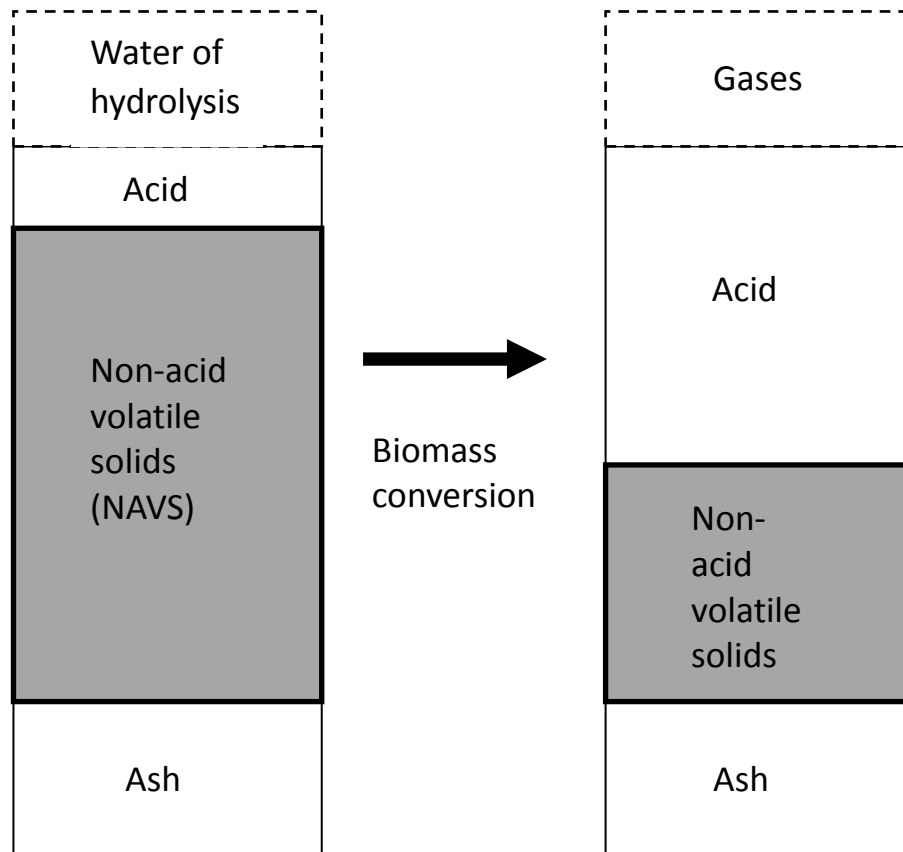 Water of
hydrolysis
Acid
Non-acid
volatile
solids
(NAVS)
Ash
Biomass
conversion
Gases
Acid
Non-
acid
volatile
solids
Ash